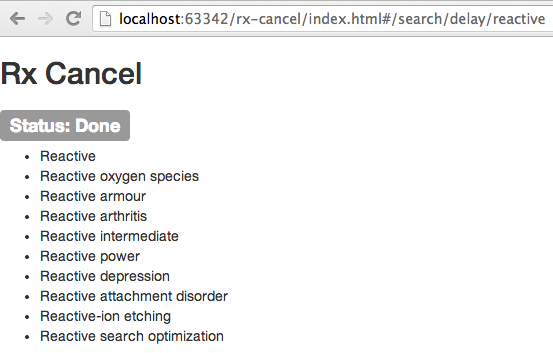 localhost:63342/rx-cancel/index.html#/search/delay/reactive
Rx Cancel
Status: Done
Reactive
Reactive oxygen species
Reactive armour
Reactive arthritis
Reactive intermediate
Reactive power
Reactive depression
Reactive attachment disorder
Reactive-ion etching
Reactive search optimization